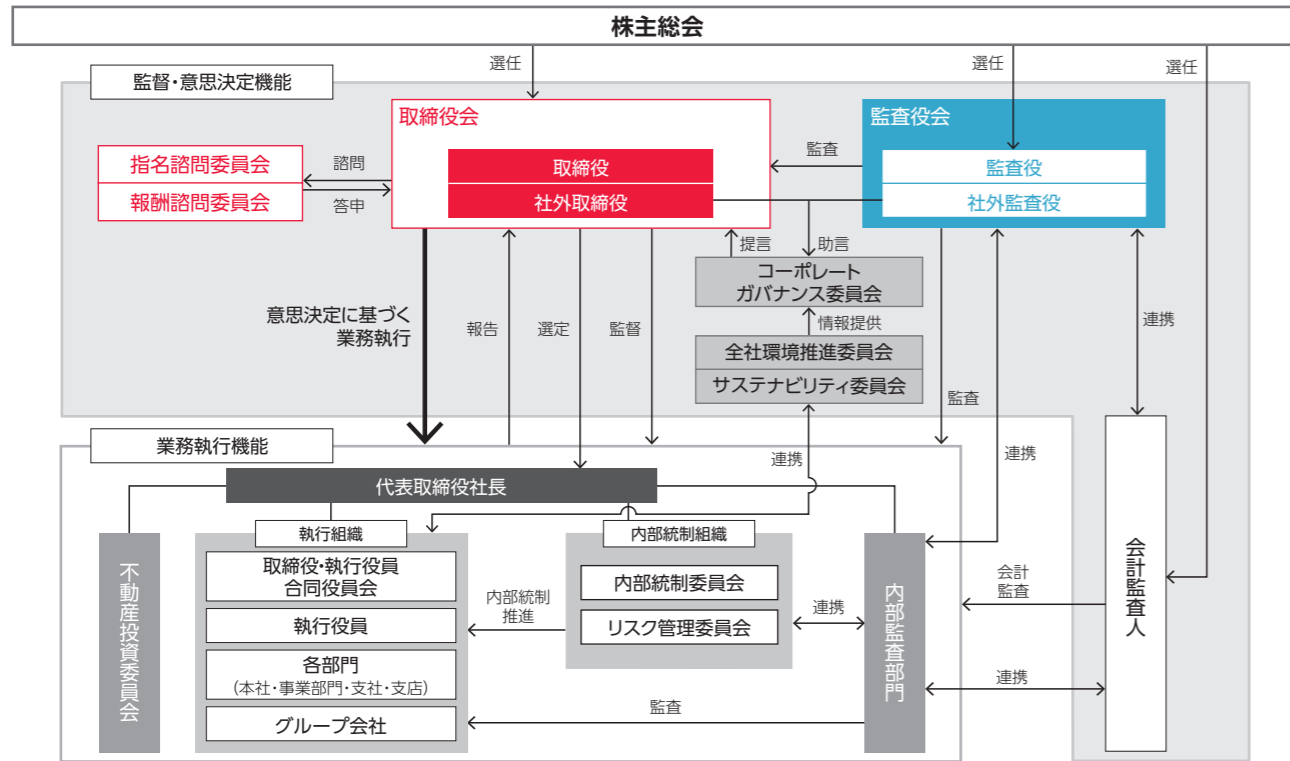 株主総会
選任
選任
選任
監督・意思決定機能
取締役会
監査役会
指名諮問委員会
報酬諮問委員会
諮問
答申
取締役
社外取締役
監査
監査役
社外監査役
提言
助言
コーポレート
ガバナンス委員会
情報提供
全社環境推進委員会
サステナビリティ委員会
意思決定に基づく
業務執行
報告
選定
監督
監査
連携
連携
連携
業務執行機能
代表取締役社長
不動産投資委員会
執行組織
取締役・執行役員
合同役員会
執行役員
各部門
(本社・事業部門・支社・支店)
グループ会社
内部統制
推進
内部統制組織
内部統制委員会
リスク管理委員会
連携
内部監査部門
監査
会計
監査
連携
会計監査人